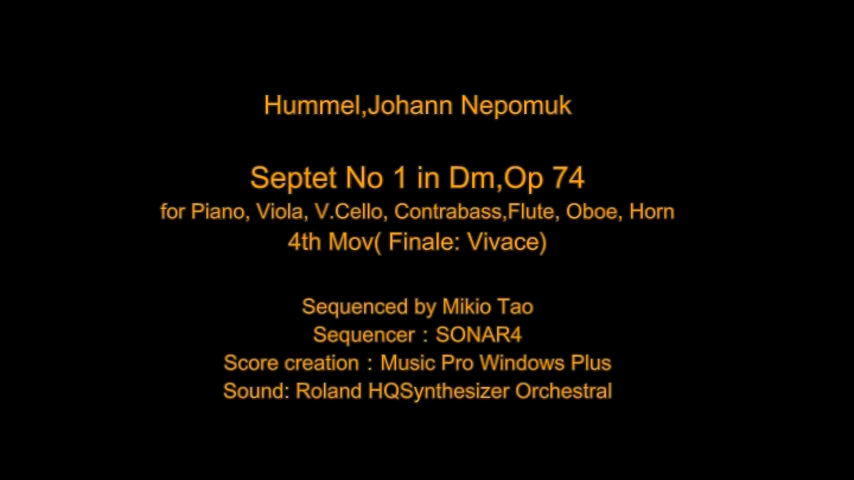 Hummel,Johann Nepomuk
Septet No 1 in Dm,Op 74
for Piano, Viola, V.Cello, Contrabass,Flute, Oboe, Horn
4th Mov( Finale: Vivace)
Sequenced by Mikio Tao
Sequencer：SONAR4
Score creation：Music Pro Windows Plus
Sound: Roland HQSynthesizer Orchestral